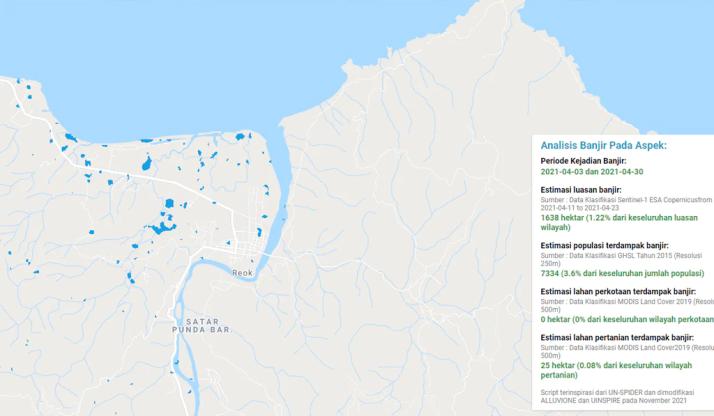 Reok
SATAR
PUNDA BAR.
Analisis Banjir Pada Aspek:
Periode Kejadian Banjir:
2021-04-03 dan 2021-04-30
Estimasi luasan banjir:
Sumber : Data Klasifikasi Sentinel-1 ESA Copernicusfrom
2021-04-11 to 2021-04-23
1638 hektar (1.22% dari keseluruhan luasan
wilayah)
Estimasi populasi terdampak banjir:
Sumber : Data Klasifikasi GHSL Tahun 2015 (Resolusi
250m)
7334 (3.6% dari keseluruhan jumlah populasi)
Estimasi lahan perkotaan terdampak banjir:
Sumber : Data Klasifikasi MODIS Land Cover 2019 (Resolu
500m)
0 hektar (0% dari keseluruhan wilayah perkotaan
Estimasi lahan pertanian terdampak banjir:
Sumber : Data Klasifikasi MODIS Land Cover2019 (Resolu
500m)
25 hektar (0.08% dari keseluruhan wilayah
pertanian)
Script terinspirasi dari UN-SPIDER dan dimodifikasi
ALLUVIONE dan UINSPIRE pada November 2021